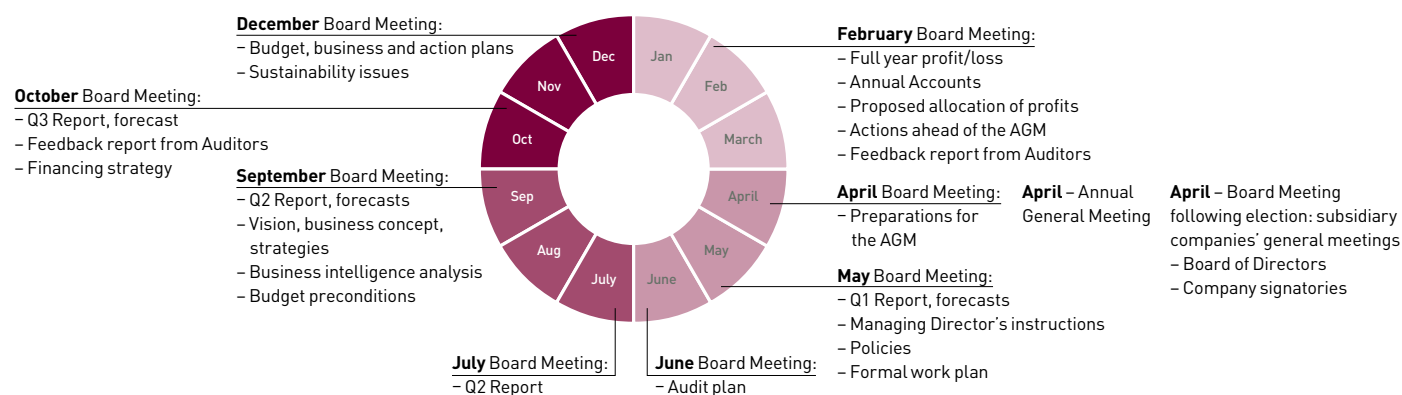 December Board Meeting:
– Budget, business and action plans
– Sustainability issues
October Board Meeting:
– Q3 Report, forecast
– Feedback report from Auditors
– Financing strategy
September Board Meeting:
– Q2 Report, forecasts
– Vision, business concept,
strategies
– Business intelligence analysis
– Budget preconditions
July Board Meeting:
– Q2 Report
June Board Meeting:
– Audit plan
Jan
Feb
March
April
May
June
July
Aug
Sep
Oct
Nov
Dec
February Board Meeting:
– Full year profit/loss
– Annual Accounts
– Proposed allocation of profits
– Actions ahead of the AGM
– Feedback report from Auditors
April Board Meeting:
– Preparations for
the AGM
April – Annual
General Meeting
April – Board Meeting
following election: subsidiary
companies’ general meetings
– Board of Directors
– Company signatories
May Board Meeting:
– Q1 Report, forecasts
– Managing Director’s instructions
– Policies
– Formal work plan